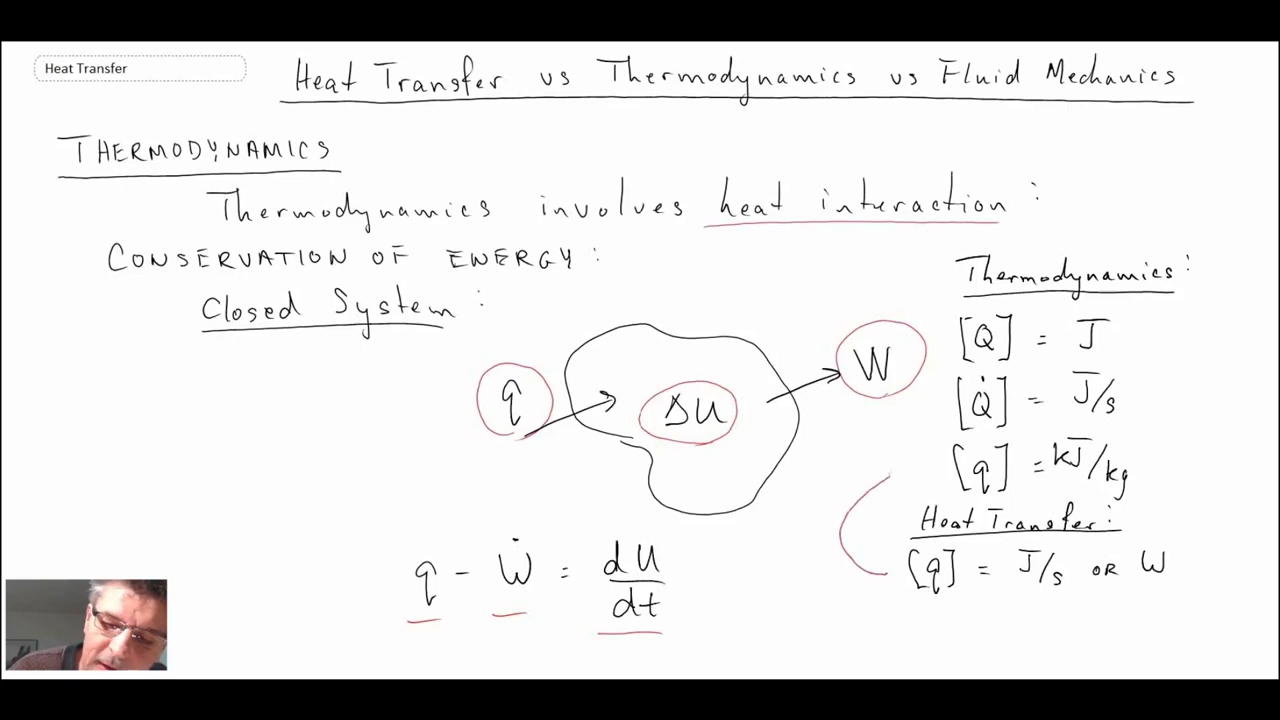 Heat Transfer
Heat Transfer vs Thermodynamics vs Fluid Mechanics
THERMODYNAMICS
Thermodynamics involves heat interaction:
CONSERVATION OF ENERGY:
Closed System:
q
ΔU
W
q - Ẇ = dU/dt
Thermodynamics:
[Q] = J
[Q̇] = J/s
[q] = kJ/kg
Heat Transfer:
[q] = J/s OR W